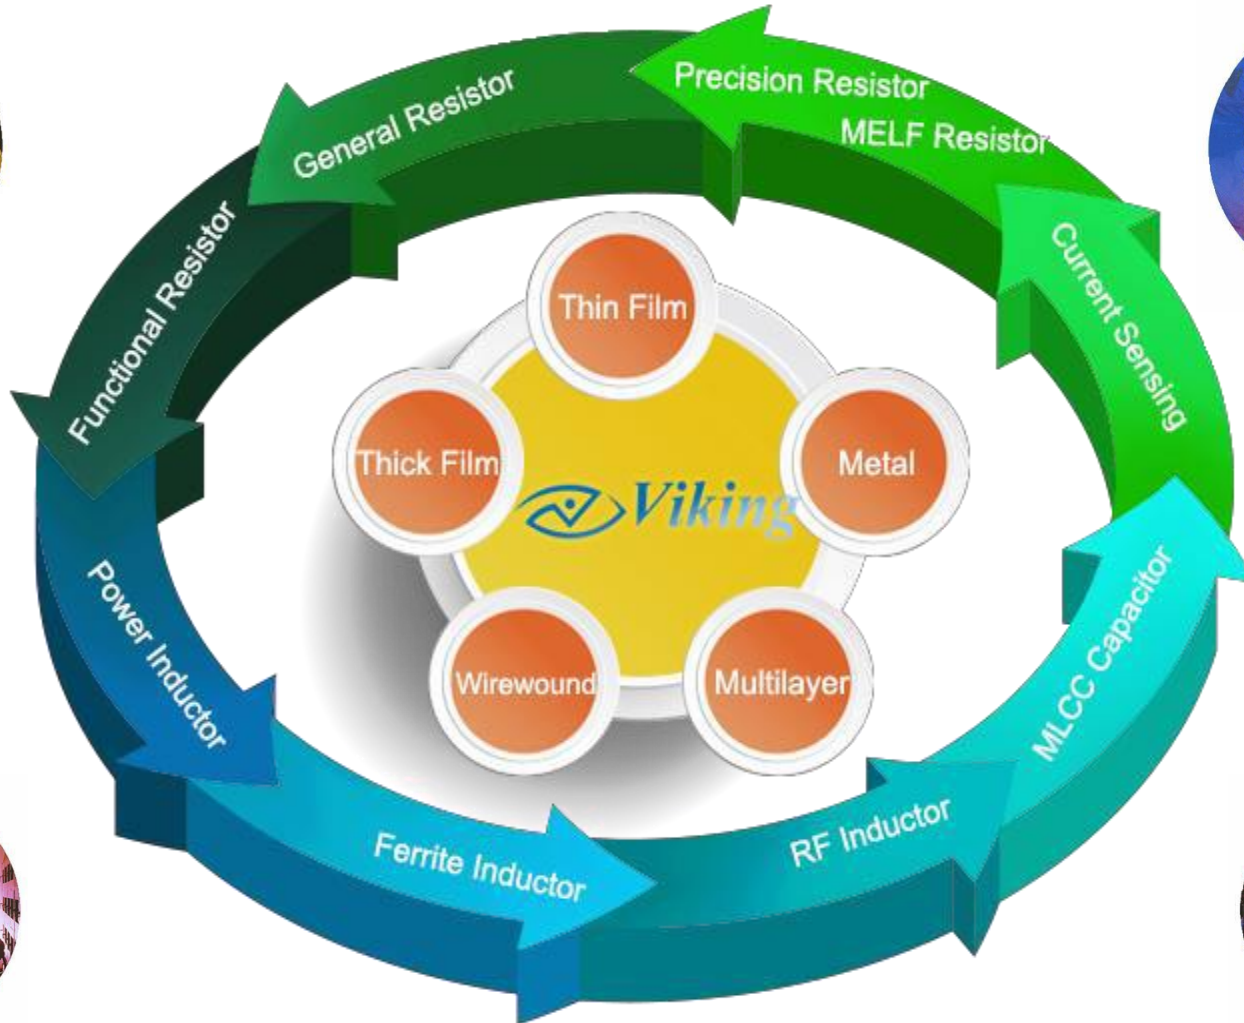 Precision Resistor
MELF Resistor
General Resistor
Functional Resistor
Current Sensing
Thin Film
Thick Film
Metal
Viking
Wirewound
Multilayer
Power Inductor
MLCC Capacitor
Ferrite Inductor
RF Inductor